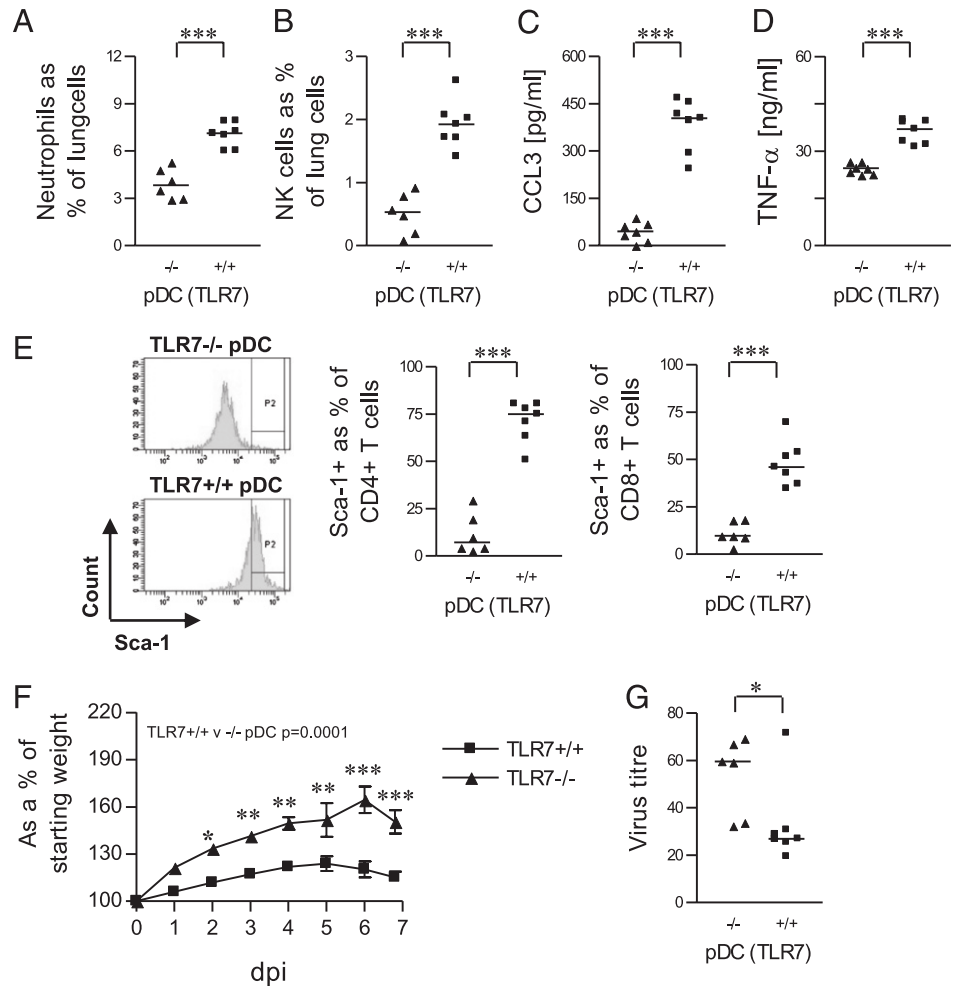 A
***
Neutrophils as
% of lungcells
12
9
6
3
0
-/-
+/+
pDC (TLR7)
B
***
NK cells as %
of lung cells
3
2
1
0
-/-
+/+
pDC (TLR7)
C
***
CCL3 [pg/ml]
600
450
300
150
0
-/-
+/+
pDC (TLR7)
D
***
TNF-α [ng/ml]
60
30
0
-/-
+/+
pDC (TLR7)
E
TLR7-/- pDC
P2
TLR7+/+ pDC
P2
Count
Sca-1
***
Sca-1+ as % of
CD4+ T cells
100
75
50
25
0
-/-
+/+
pDC (TLR7)
***
Sca-1+ as % of
CD8+ T cells
100
75
50
25
0
-/-
+/+
pDC (TLR7)
F
As a % of
starting weight
220
190
160
130
100
TLR7+/+ v -/- pDC p=0.0001
*
**
**
**
***
***
0 1 2 3 4 5 6 7
dpi
TLR7+/+
TLR7-/-
G
*
Virus titre
80
60
40
20
0
-/-
+/+
pDC (TLR7)